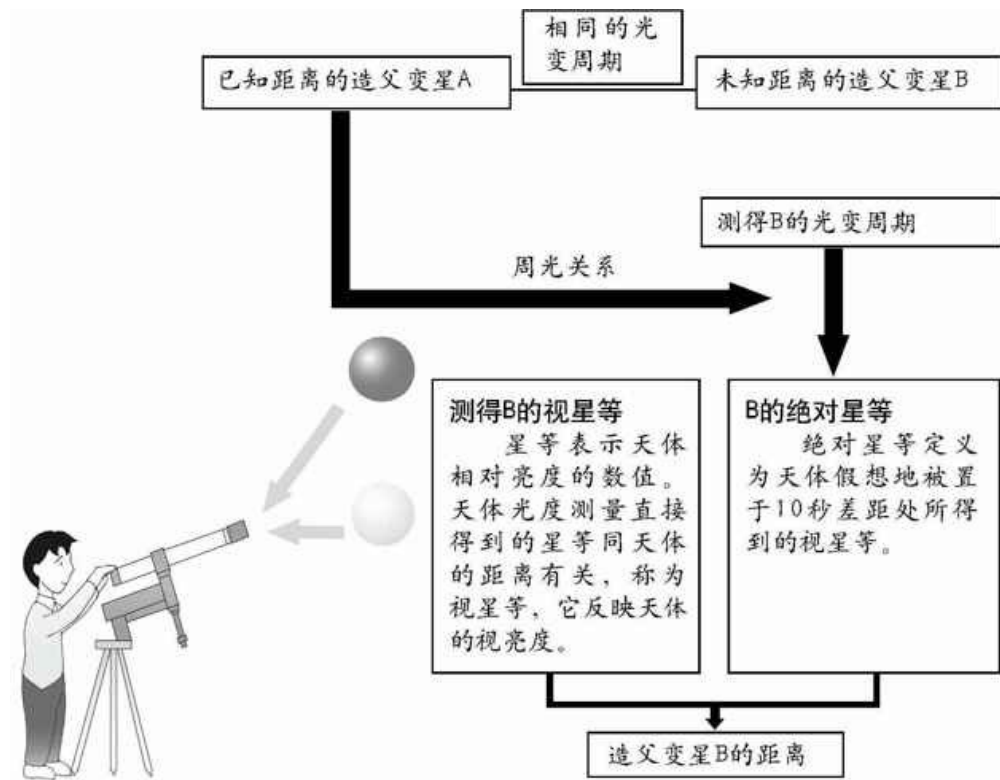 相同的光
变周期
已知距离的造父变星A
未知距离的造父变星B
测得B的光变周期
周光关系
测得B的视星等
星等表示天体
相对亮度的数值。
天体光度测量直接
得到的星等同天体
的距离有关，称为
视星等，它反映天体
的视亮度。
B的绝对星等
绝对星等定义
为天体假想地被置
于10秒差距处所得
到的视星等。
造父变星B的距离